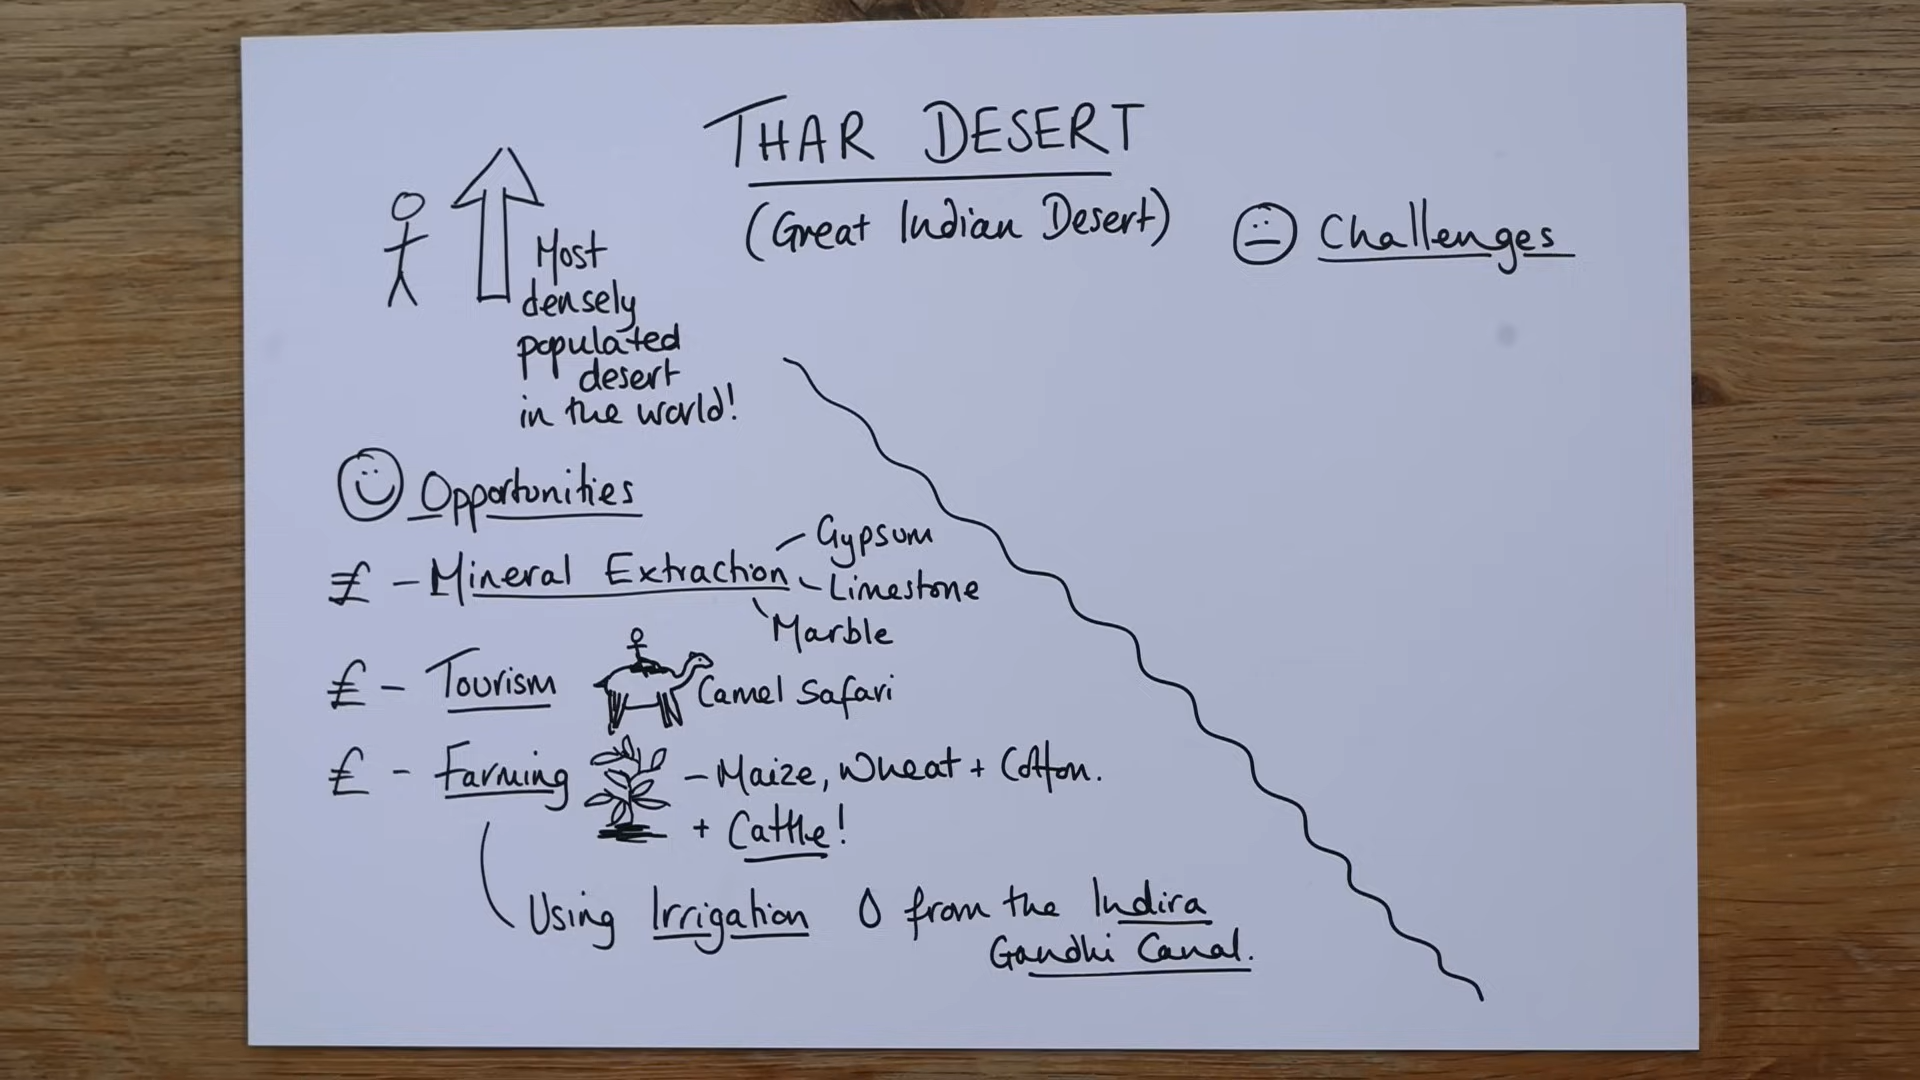 THAR DESERT
(Great Indian Desert)
Most
densely
populated
desert
in the world!
Challenges
Opportunities
£ - Mineral Extraction
Gypsum
Limestone
Marble
£ - Tourism Camel Safari
£ - Farming - Maize, Wheat + Cotton.
+ Cattle!
Using Irrigation from the Indira
Gandhi Canal.